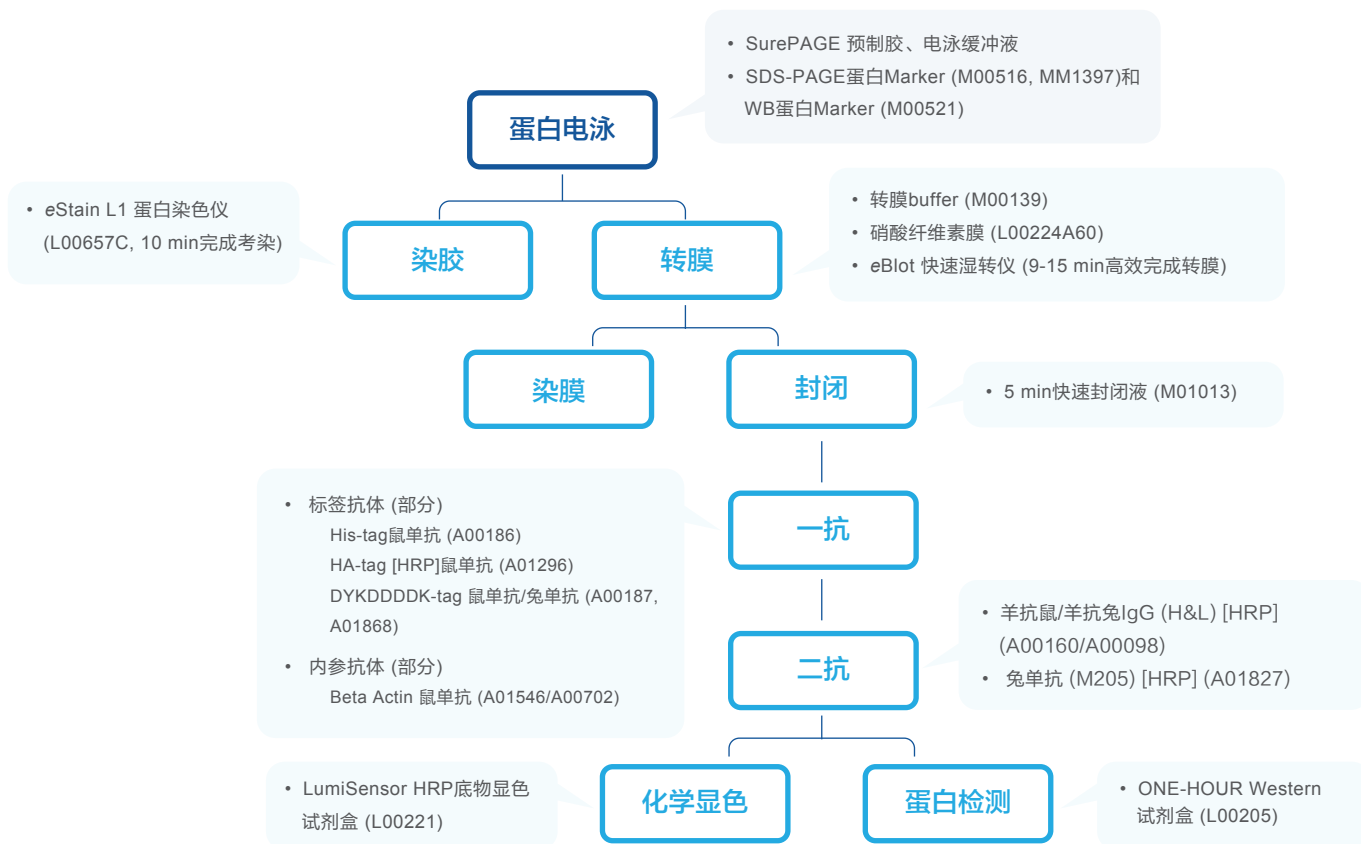 • SurePAGE 预制胶、电泳缓冲液
• SDS-PAGE蛋白Marker (M00516, MM1397)和
WB蛋白Marker (M00521)
蛋白电泳
• eStain L1 蛋白染色仪
(L00657C, 10 min完成考染)
染胶
转膜
• 转膜buffer (M00139)
• 硝酸纤维素膜 (L00224A60)
• eBlot 快速湿转仪 (9-15 min高效完成转膜)
染膜
封闭
• 5 min快速封闭液 (M01013)
• 标签抗体 (部分)
His-tag鼠单抗 (A00186)
HA-tag [HRP]鼠单抗 (A01296)
DYKDDDDK-tag 鼠单抗/兔单抗 (A00187,
A01868)
• 内参抗体 (部分)
Beta Actin 鼠单抗 (A01546/A00702)
一抗
二抗
• 羊抗鼠/羊抗兔IgG (H&L) [HRP]
(A00160/A00098)
• 兔单抗 (M205) [HRP] (A01827)
• LumiSensor HRP底物显色
试剂盒 (L00221)
化学显色
蛋白检测
• ONE-HOUR Western
试剂盒 (L00205)